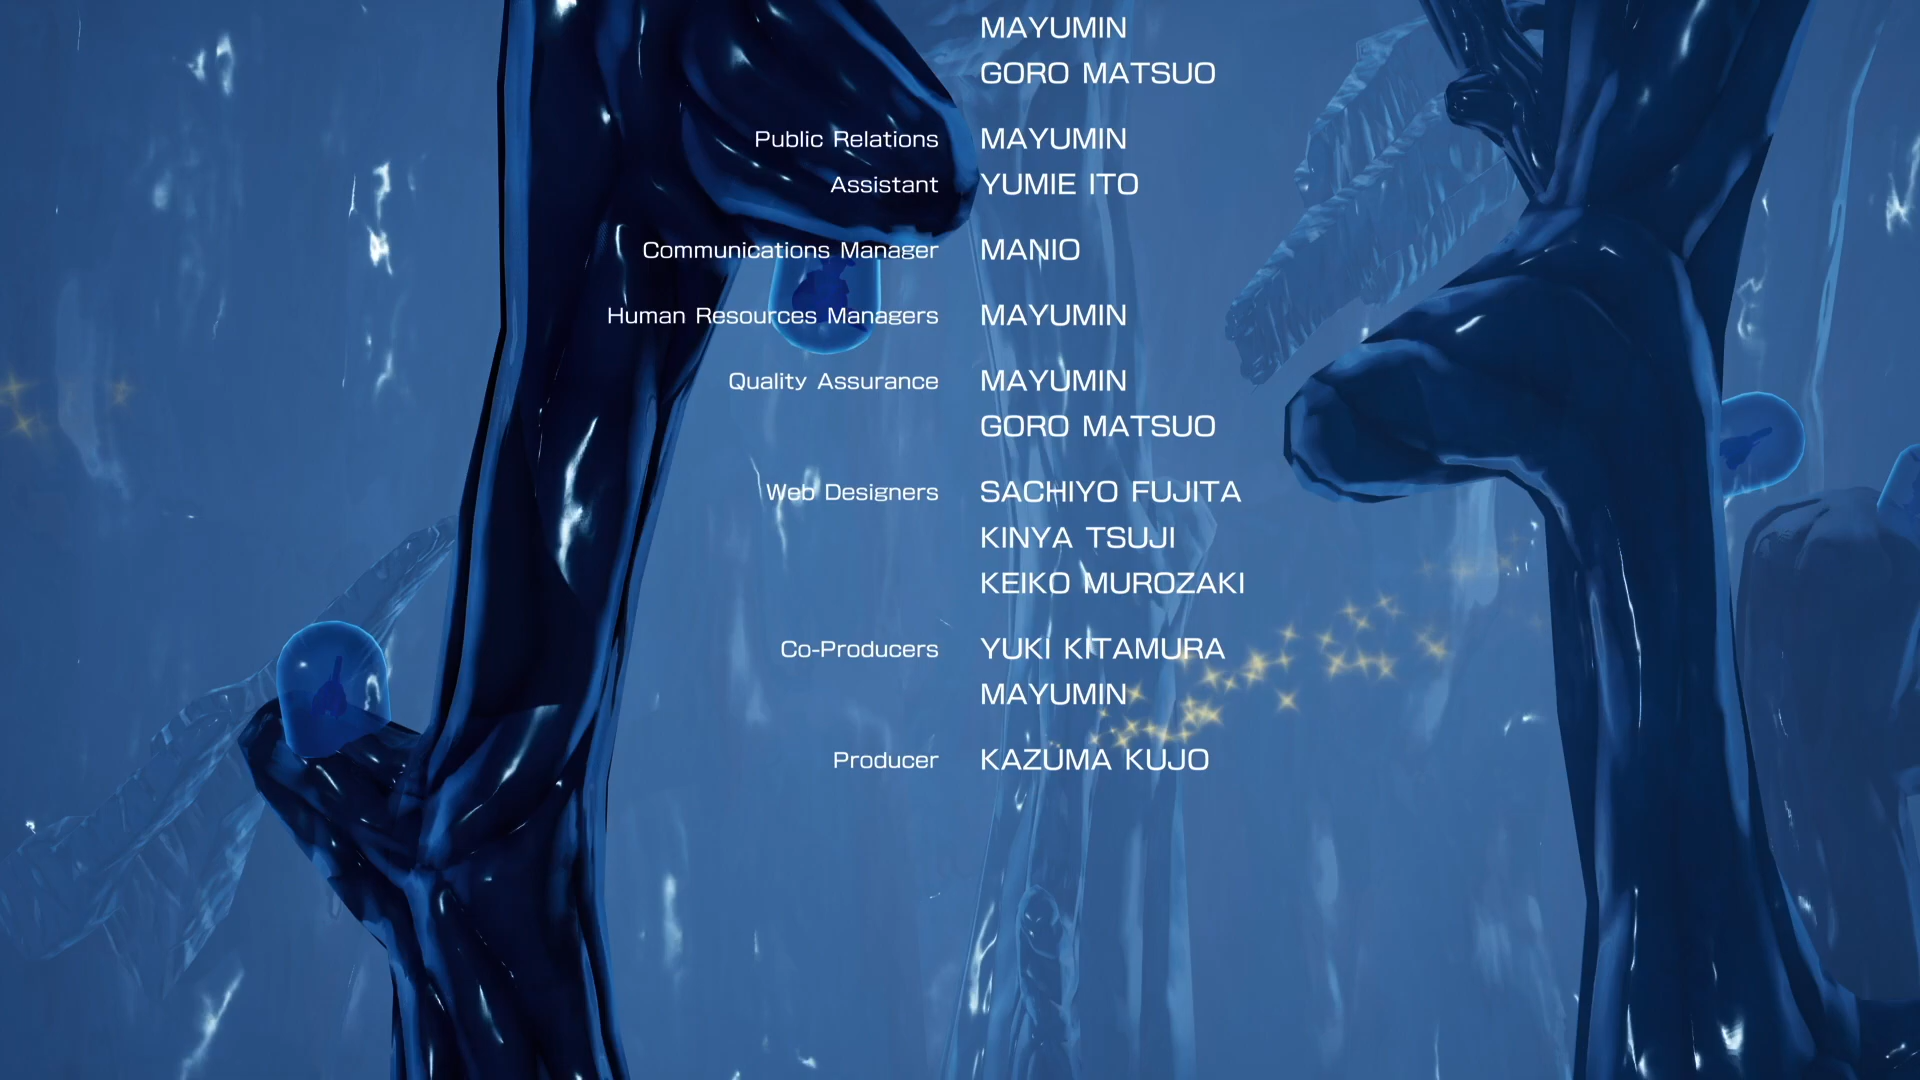 MAYUMIN
GORO MATSUO
Public Relations MAYUMIN
Assistant YUMIE ITO
Communications Manager MANIO
Human Resources Managers MAYUMIN
Quality Assurance MAYUMIN
GORO MATSUO
Web Designers SACHIYO FUJITA
KINYA TSUJI
KEIKO MUROZAKI
Co-Producers YUKI KITAMURA
MAYUMIN
Producer KAZUMA KUJO